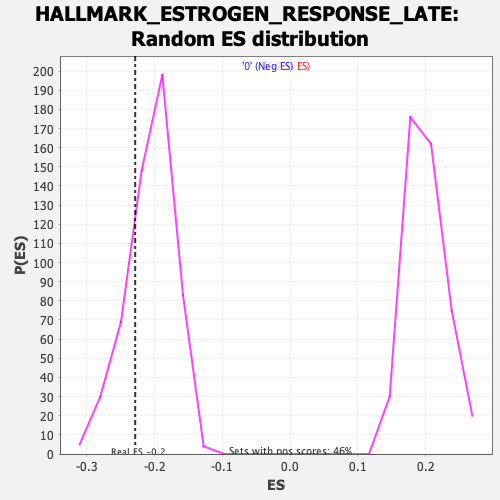 HALLMARK_ESTROGEN_RESPONSE_LATE:
Random ES distribution
'0' (Neg ES) ES)
200
190
180
170
160
150
140
130
120
110
100
90
80
70
60
50
40
30
20
10
0
P(ES)
Real ES -0.2
Sets with pos scores: 46%
-0.3 -0.2 -0.1 0.0 0.1 0.2
ES